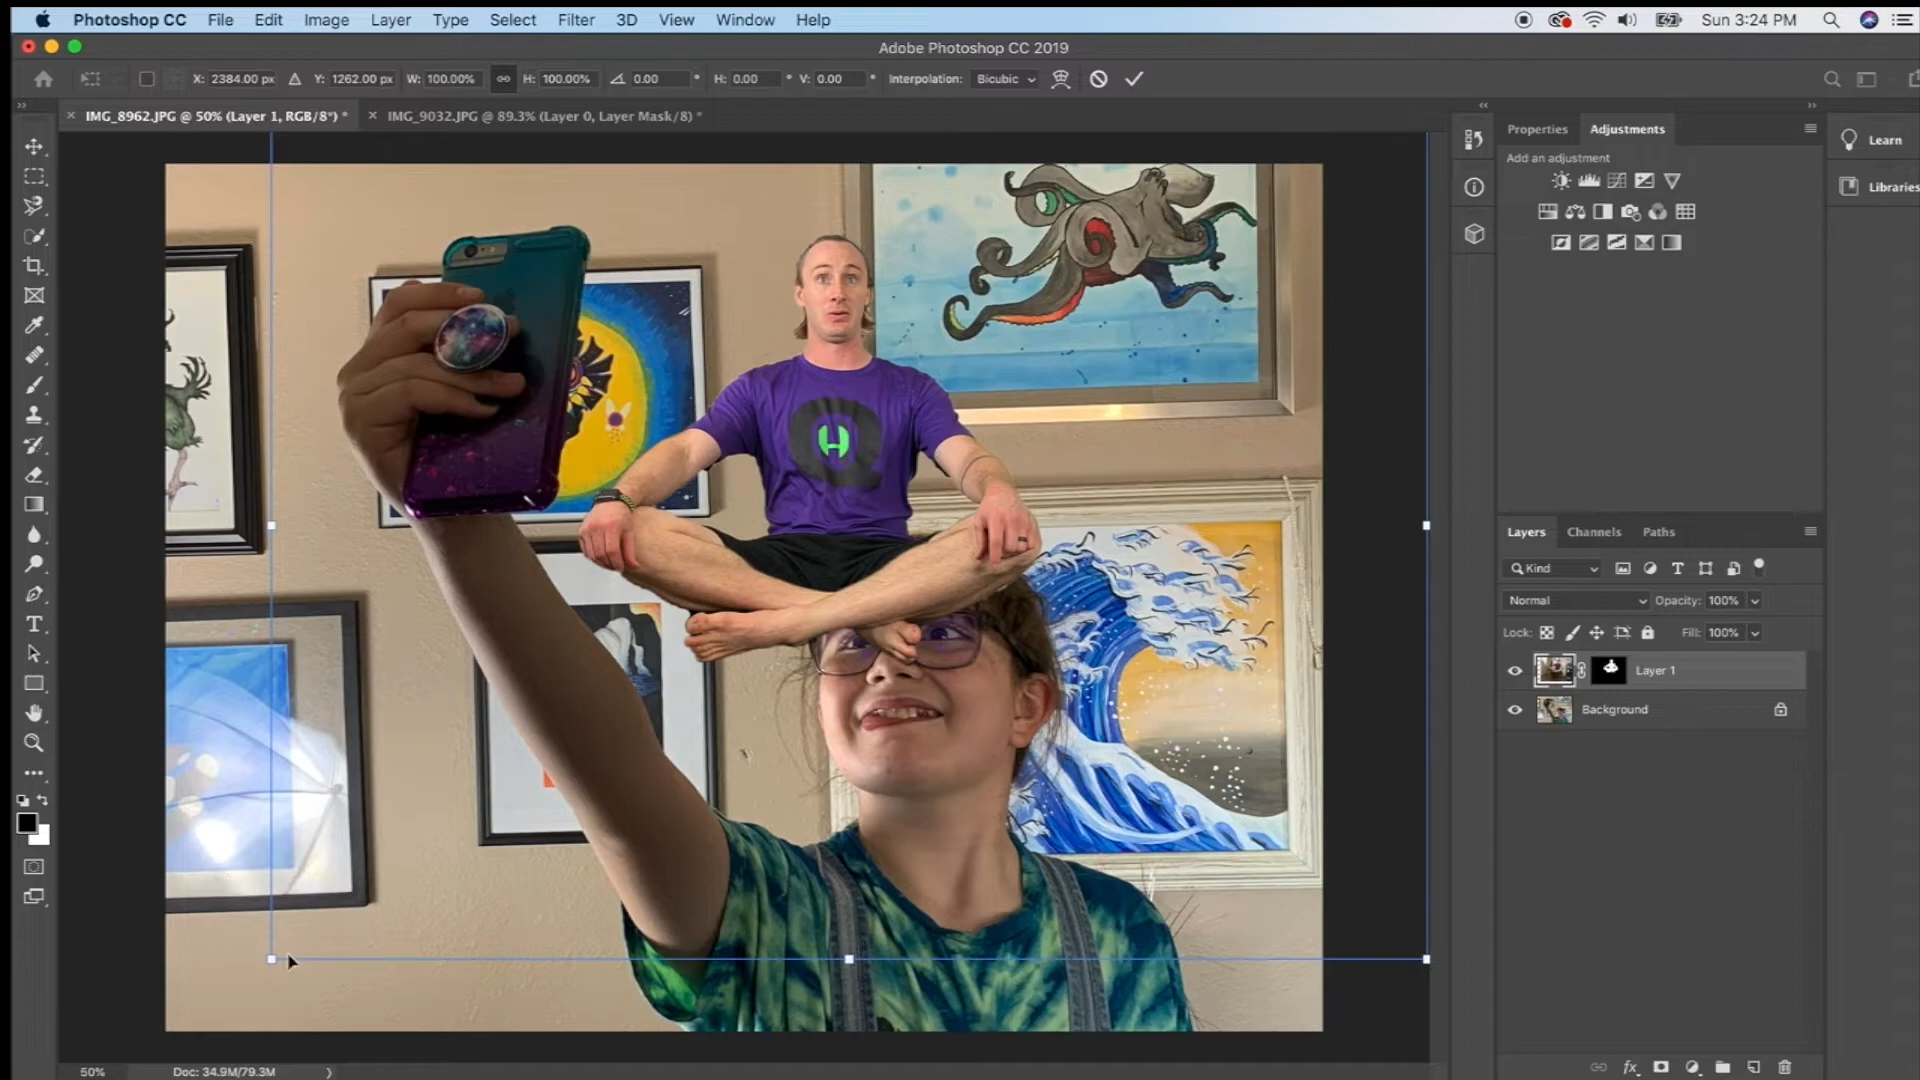 Photoshop CC File Edit Image Layer Type Select Filter 3D View Window Help Sun 3:24 PM
Adobe Photoshop CC 2019
X: 2384.00 px Y: 1262.00 px W: 100.00% H: 100.00% 0.00 ° H: 0.00 ° V: 0.00 ° Interpolation: Bicubic
× IMG_8962.JPG @ 50% (Layer 1, RGB/8*) * × IMG_9032.JPG @ 89.3% (Layer 0, Layer Mask/8) *
Properties Adjustments
Learn
Add an adjustment
Libraries
Q H
Layers Channels Paths
Kind
Normal Opacity: 100%
Lock: Fill: 100%
Layer 1
Background
50% Doc: 34.9M/79.3M
fx